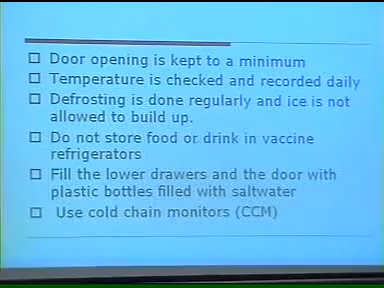 Door opening is kept to a minimum
Temperature is checked and recorded daily
Defrosting is done regularly and ice is not
allowed to build up.
Do not store food or drink in vaccine
refrigerators
Fill the lower drawers and the door with
plastic bottles filled with saltwater
Use cold chain monitors (CCM)